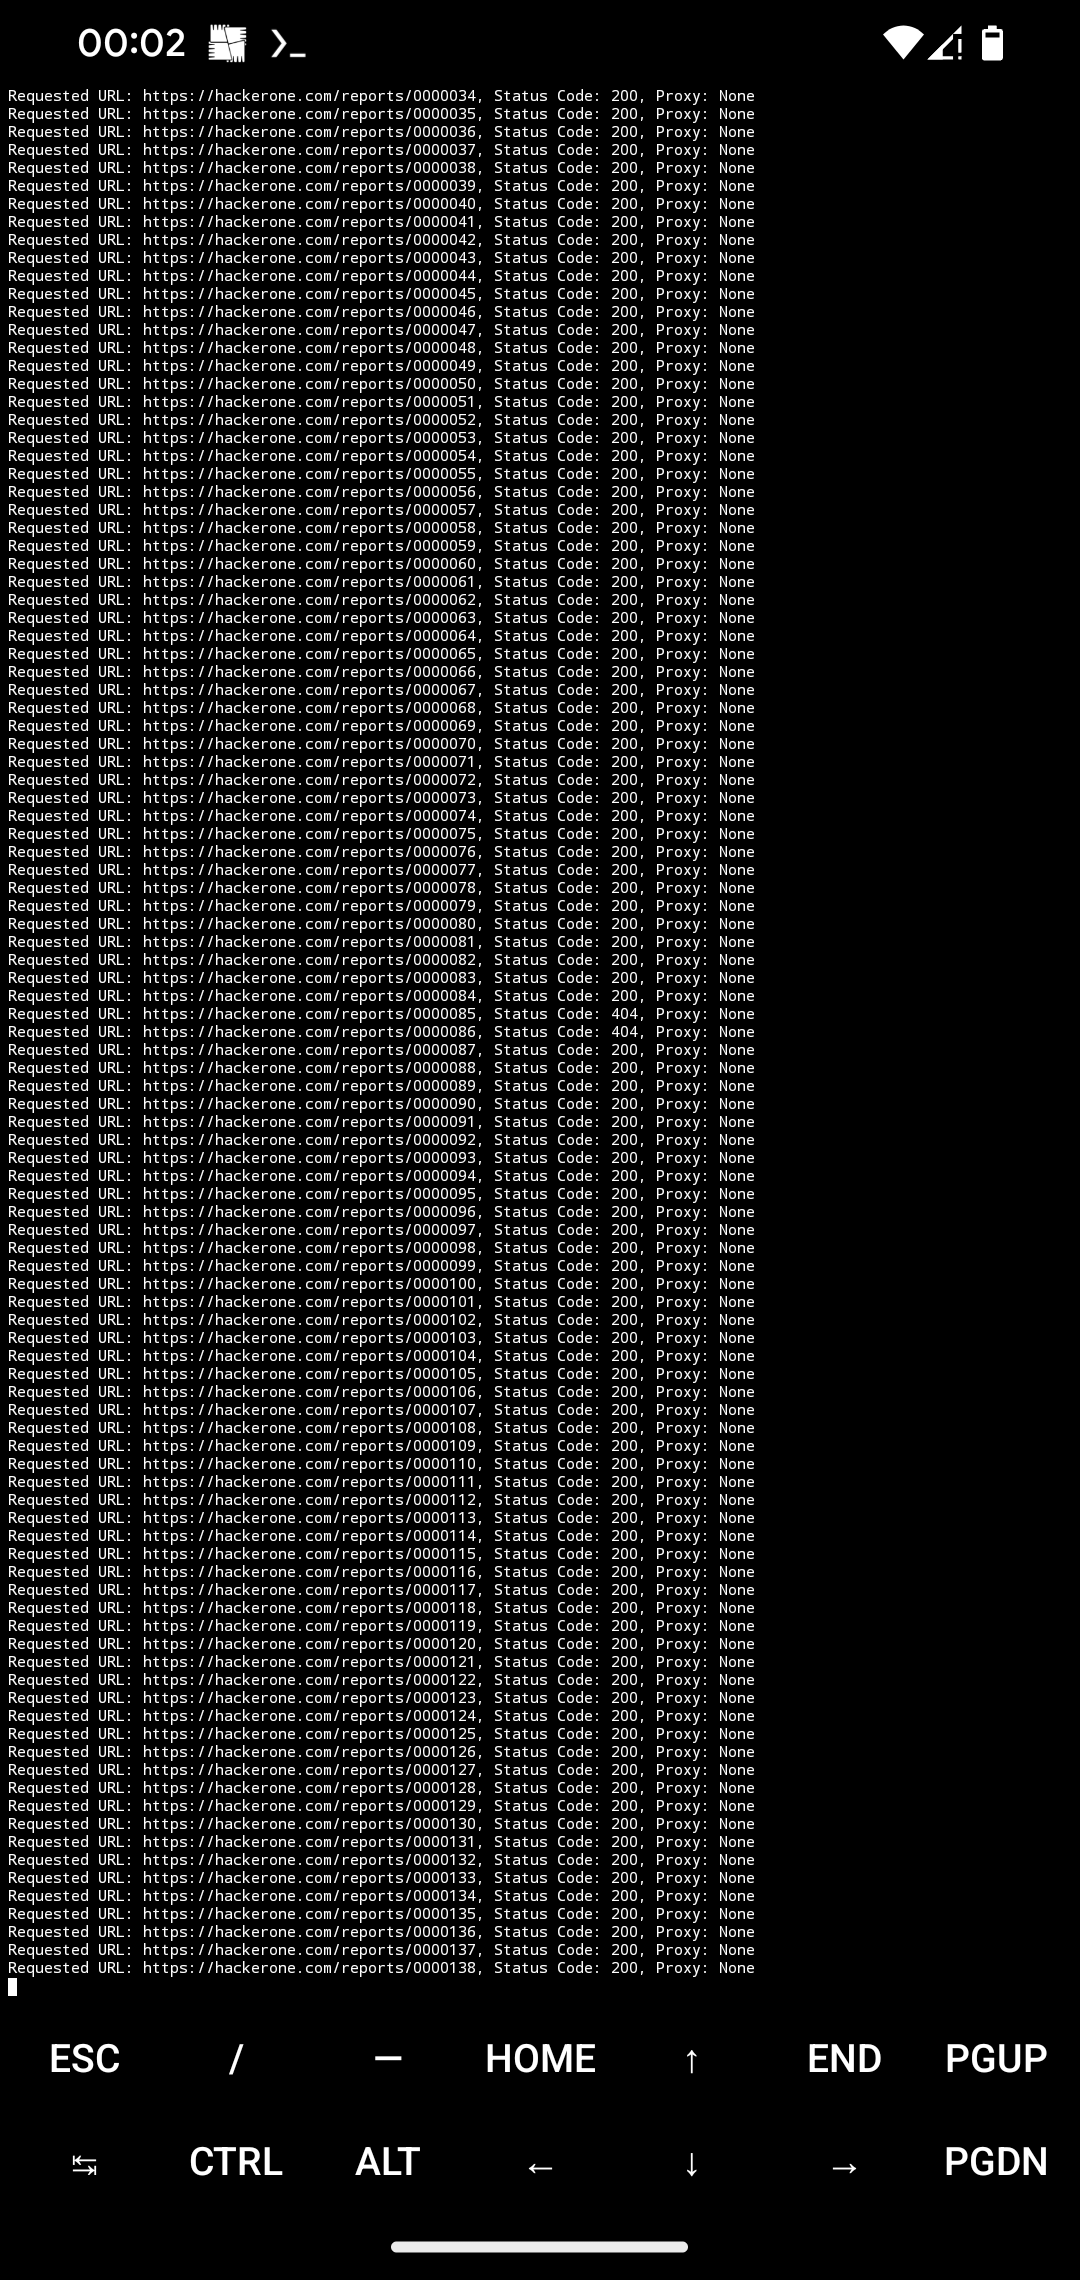 00:02
Requested URL: https://hackerone.com/reports/0000034, Status Code: 200, Proxy: None
Requested URL: https://hackerone.com/reports/0000035, Status Code: 200, Proxy: None
Requested URL: https://hackerone.com/reports/0000036, Status Code: 200, Proxy: None
Requested URL: https://hackerone.com/reports/0000037, Status Code: 200, Proxy: None
Requested URL: https://hackerone.com/reports/0000038, Status Code: 200, Proxy: None
Requested URL: https://hackerone.com/reports/0000039, Status Code: 200, Proxy: None
Requested URL: https://hackerone.com/reports/0000040, Status Code: 200, Proxy: None
Requested URL: https://hackerone.com/reports/0000041, Status Code: 200, Proxy: None
Requested URL: https://hackerone.com/reports/0000042, Status Code: 200, Proxy: None
Requested URL: https://hackerone.com/reports/0000043, Status Code: 200, Proxy: None
Requested URL: https://hackerone.com/reports/0000044, Status Code: 200, Proxy: None
Requested URL: https://hackerone.com/reports/0000045, Status Code: 200, Proxy: None
Requested URL: https://hackerone.com/reports/0000046, Status Code: 200, Proxy: None
Requested URL: https://hackerone.com/reports/0000047, Status Code: 200, Proxy: None
Requested URL: https://hackerone.com/reports/0000048, Status Code: 200, Proxy: None
Requested URL: https://hackerone.com/reports/0000049, Status Code: 200, Proxy: None
Requested URL: https://hackerone.com/reports/0000050, Status Code: 200, Proxy: None
Requested URL: https://hackerone.com/reports/0000051, Status Code: 200, Proxy: None
Requested URL: https://hackerone.com/reports/0000052, Status Code: 200, Proxy: None
Requested URL: https://hackerone.com/reports/0000053, Status Code: 200, Proxy: None
Requested URL: https://hackerone.com/reports/0000054, Status Code: 200, Proxy: None
Requested URL: https://hackerone.com/reports/0000055, Status Code: 200, Proxy: None
Requested URL: https://hackerone.com/reports/0000056, Status Code: 200, Proxy: None
Requested URL: https://hackerone.com/reports/0000057, Status Code: 200, Proxy: None
Requested URL: https://hackerone.com/reports/0000058, Status Code: 200, Proxy: None
Requested URL: https://hackerone.com/reports/0000059, Status Code: 200, Proxy: None
Requested URL: https://hackerone.com/reports/0000060, Status Code: 200, Proxy: None
Requested URL: https://hackerone.com/reports/0000061, Status Code: 200, Proxy: None
Requested URL: https://hackerone.com/reports/0000062, Status Code: 200, Proxy: None
Requested URL: https://hackerone.com/reports/0000063, Status Code: 200, Proxy: None
Requested URL: https://hackerone.com/reports/0000064, Status Code: 200, Proxy: None
Requested URL: https://hackerone.com/reports/0000065, Status Code: 200, Proxy: None
Requested URL: https://hackerone.com/reports/0000066, Status Code: 200, Proxy: None
Requested URL: https://hackerone.com/reports/0000067, Status Code: 200, Proxy: None
Requested URL: https://hackerone.com/reports/0000068, Status Code: 200, Proxy: None
Requested URL: https://hackerone.com/reports/0000069, Status Code: 200, Proxy: None
Requested URL: https://hackerone.com/reports/0000070, Status Code: 200, Proxy: None
Requested URL: https://hackerone.com/reports/0000071, Status Code: 200, Proxy: None
Requested URL: https://hackerone.com/reports/0000072, Status Code: 200, Proxy: None
Requested URL: https://hackerone.com/reports/0000073, Status Code: 200, Proxy: None
Requested URL: https://hackerone.com/reports/0000074, Status Code: 200, Proxy: None
Requested URL: https://hackerone.com/reports/0000075, Status Code: 200, Proxy: None
Requested URL: https://hackerone.com/reports/0000076, Status Code: 200, Proxy: None
Requested URL: https://hackerone.com/reports/0000077, Status Code: 200, Proxy: None
Requested URL: https://hackerone.com/reports/0000078, Status Code: 200, Proxy: None
Requested URL: https://hackerone.com/reports/0000079, Status Code: 200, Proxy: None
Requested URL: https://hackerone.com/reports/0000080, Status Code: 200, Proxy: None
Requested URL: https://hackerone.com/reports/0000081, Status Code: 200, Proxy: None
Requested URL: https://hackerone.com/reports/0000082, Status Code: 200, Proxy: None
Requested URL: https://hackerone.com/reports/0000083, Status Code: 200, Proxy: None
Requested URL: https://hackerone.com/reports/0000084, Status Code: 200, Proxy: None
Requested URL: https://hackerone.com/reports/0000085, Status Code: 404, Proxy: None
Requested URL: https://hackerone.com/reports/0000086, Status Code: 404, Proxy: None
Requested URL: https://hackerone.com/reports/0000087, Status Code: 200, Proxy: None
Requested URL: https://hackerone.com/reports/0000088, Status Code: 200, Proxy: None
Requested URL: https://hackerone.com/reports/0000089, Status Code: 200, Proxy: None
Requested URL: https://hackerone.com/reports/0000090, Status Code: 200, Proxy: None
Requested URL: https://hackerone.com/reports/0000091, Status Code: 200, Proxy: None
Requested URL: https://hackerone.com/reports/0000092, Status Code: 200, Proxy: None
Requested URL: https://hackerone.com/reports/0000093, Status Code: 200, Proxy: None
Requested URL: https://hackerone.com/reports/0000094, Status Code: 200, Proxy: None
Requested URL: https://hackerone.com/reports/0000095, Status Code: 200, Proxy: None
Requested URL: https://hackerone.com/reports/0000096, Status Code: 200, Proxy: None
Requested URL: https://hackerone.com/reports/0000097, Status Code: 200, Proxy: None
Requested URL: https://hackerone.com/reports/0000098, Status Code: 200, Proxy: None
Requested URL: https://hackerone.com/reports/0000099, Status Code: 200, Proxy: None
Requested URL: https://hackerone.com/reports/0000100, Status Code: 200, Proxy: None
Requested URL: https://hackerone.com/reports/0000101, Status Code: 200, Proxy: None
Requested URL: https://hackerone.com/reports/0000102, Status Code: 200, Proxy: None
Requested URL: https://hackerone.com/reports/0000103, Status Code: 200, Proxy: None
Requested URL: https://hackerone.com/reports/0000104, Status Code: 200, Proxy: None
Requested URL: https://hackerone.com/reports/0000105, Status Code: 200, Proxy: None
Requested URL: https://hackerone.com/reports/0000106, Status Code: 200, Proxy: None
Requested URL: https://hackerone.com/reports/0000107, Status Code: 200, Proxy: None
Requested URL: https://hackerone.com/reports/0000108, Status Code: 200, Proxy: None
Requested URL: https://hackerone.com/reports/0000109, Status Code: 200, Proxy: None
Requested URL: https://hackerone.com/reports/0000110, Status Code: 200, Proxy: None
Requested URL: https://hackerone.com/reports/0000111, Status Code: 200, Proxy: None
Requested URL: https://hackerone.com/reports/0000112, Status Code: 200, Proxy: None
Requested URL: https://hackerone.com/reports/0000113, Status Code: 200, Proxy: None
Requested URL: https://hackerone.com/reports/0000114, Status Code: 200, Proxy: None
Requested URL: https://hackerone.com/reports/0000115, Status Code: 200, Proxy: None
Requested URL: https://hackerone.com/reports/0000116, Status Code: 200, Proxy: None
Requested URL: https://hackerone.com/reports/0000117, Status Code: 200, Proxy: None
Requested URL: https://hackerone.com/reports/0000118, Status Code: 200, Proxy: None
Requested URL: https://hackerone.com/reports/0000119, Status Code: 200, Proxy: None
Requested URL: https://hackerone.com/reports/0000120, Status Code: 200, Proxy: None
Requested URL: https://hackerone.com/reports/0000121, Status Code: 200, Proxy: None
Requested URL: https://hackerone.com/reports/0000122, Status Code: 200, Proxy: None
Requested URL: https://hackerone.com/reports/0000123, Status Code: 200, Proxy: None
Requested URL: https://hackerone.com/reports/0000124, Status Code: 200, Proxy: None
Requested URL: https://hackerone.com/reports/0000125, Status Code: 200, Proxy: None
Requested URL: https://hackerone.com/reports/0000126, Status Code: 200, Proxy: None
Requested URL: https://hackerone.com/reports/0000127, Status Code: 200, Proxy: None
Requested URL: https://hackerone.com/reports/0000128, Status Code: 200, Proxy: None
Requested URL: https://hackerone.com/reports/0000129, Status Code: 200, Proxy: None
Requested URL: https://hackerone.com/reports/0000130, Status Code: 200, Proxy: None
Requested URL: https://hackerone.com/reports/0000131, Status Code: 200, Proxy: None
Requested URL: https://hackerone.com/reports/0000132, Status Code: 200, Proxy: None
Requested URL: https://hackerone.com/reports/0000133, Status Code: 200, Proxy: None
Requested URL: https://hackerone.com/reports/0000134, Status Code: 200, Proxy: None
Requested URL: https://hackerone.com/reports/0000135, Status Code: 200, Proxy: None
Requested URL: https://hackerone.com/reports/0000136, Status Code: 200, Proxy: None
Requested URL: https://hackerone.com/reports/0000137, Status Code: 200, Proxy: None
Requested URL: https://hackerone.com/reports/0000138, Status Code: 200, Proxy: None
ESC / — HOME ↑ END PGUP
↹ CTRL ALT ← ↓ → PGDN